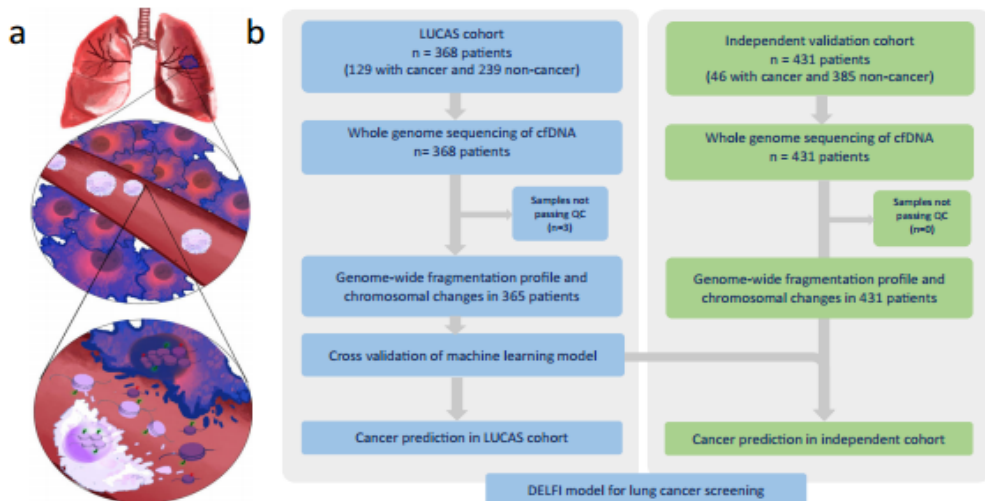 a
b
LUCAS cohort
n = 368 patients
(129 with cancer and 239 non-cancer)
Whole genome sequencing of cfDNA
n= 368 patients
Samples not
passing QC
(n=3)
Genome-wide fragmentation profile and
chromosomal changes in 365 patients
Cross validation of machine learning model
Cancer prediction in LUCAS cohort
Independent validation cohort
n = 431 patients
(46 with cancer and 385 non-cancer)
Whole genome sequencing of cfDNA
n = 431 patients
Samples not
passing QC
(n=0)
Genome-wide fragmentation profile and
chromosomal changes in 431 patients
Cancer prediction in independent cohort
DELFI model for lung cancer screening